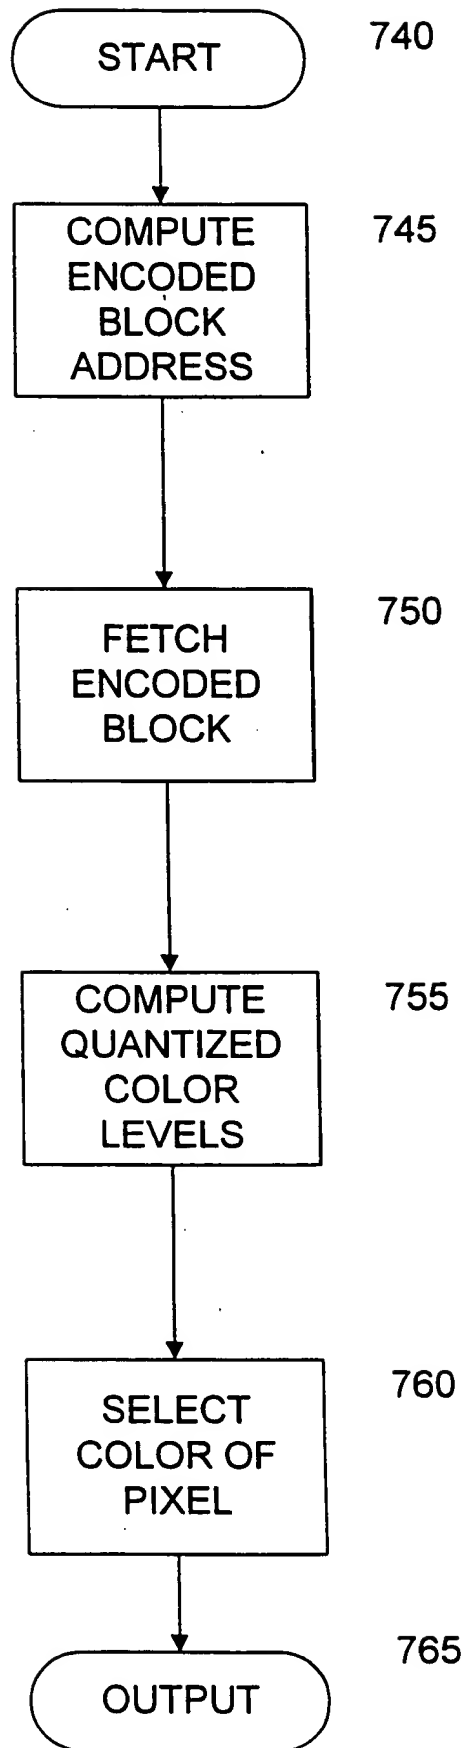 740
START
745
COMPUTE
ENCODED
BLOCK
ADDRESS
750
FETCH
ENCODED
BLOCK
755
COMPUTE
QUANTIZED
COLOR
LEVELS
760
SELECT
COLOR OF
PIXEL
765
OUTPUT